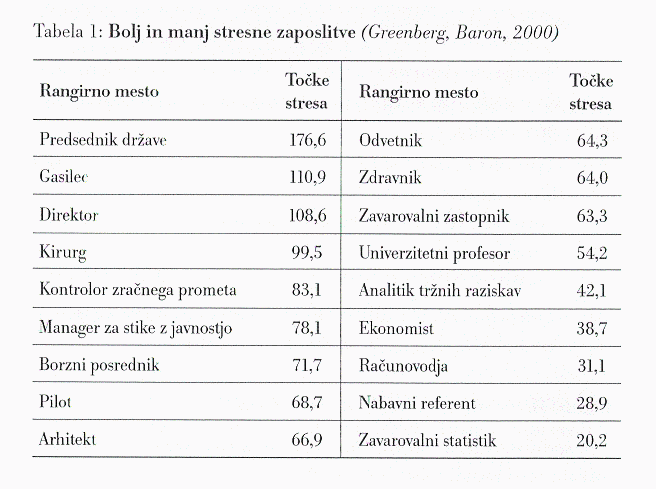 Tabela 1: Bolj in manj stresne zaposlitve (Greenberg, Baron, 2000)
Rangirno mesto Točke stresa Rangirno mesto Točke stresa
Predsednik države 176,6 Odvetnik 64,3
Gasilec 110,9 Zdravnik 64,0
Direktor 108,6 Zavarovalni zastopnik 63,3
Kirurg 99,5 Univerzitetni profesor 54,2
Kontrolor zračnega prometa 83,1 Analitik tržnih raziskav 42,1
Manager za stike z javnostjo 78,1 Ekonomist 38,7
Borzni posrednik 71,7 Računovodja 31,1
Pilot 68,7 Nabavni referent 28,9
Arhitekt 66,9 Zavarovalni statistik 20,2